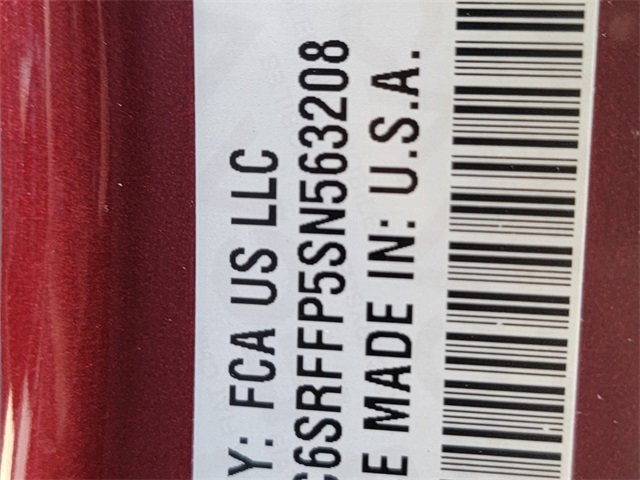 Y: FCA US LLC
C6SRFFP5SN563208
E MADE IN: U.S.A.